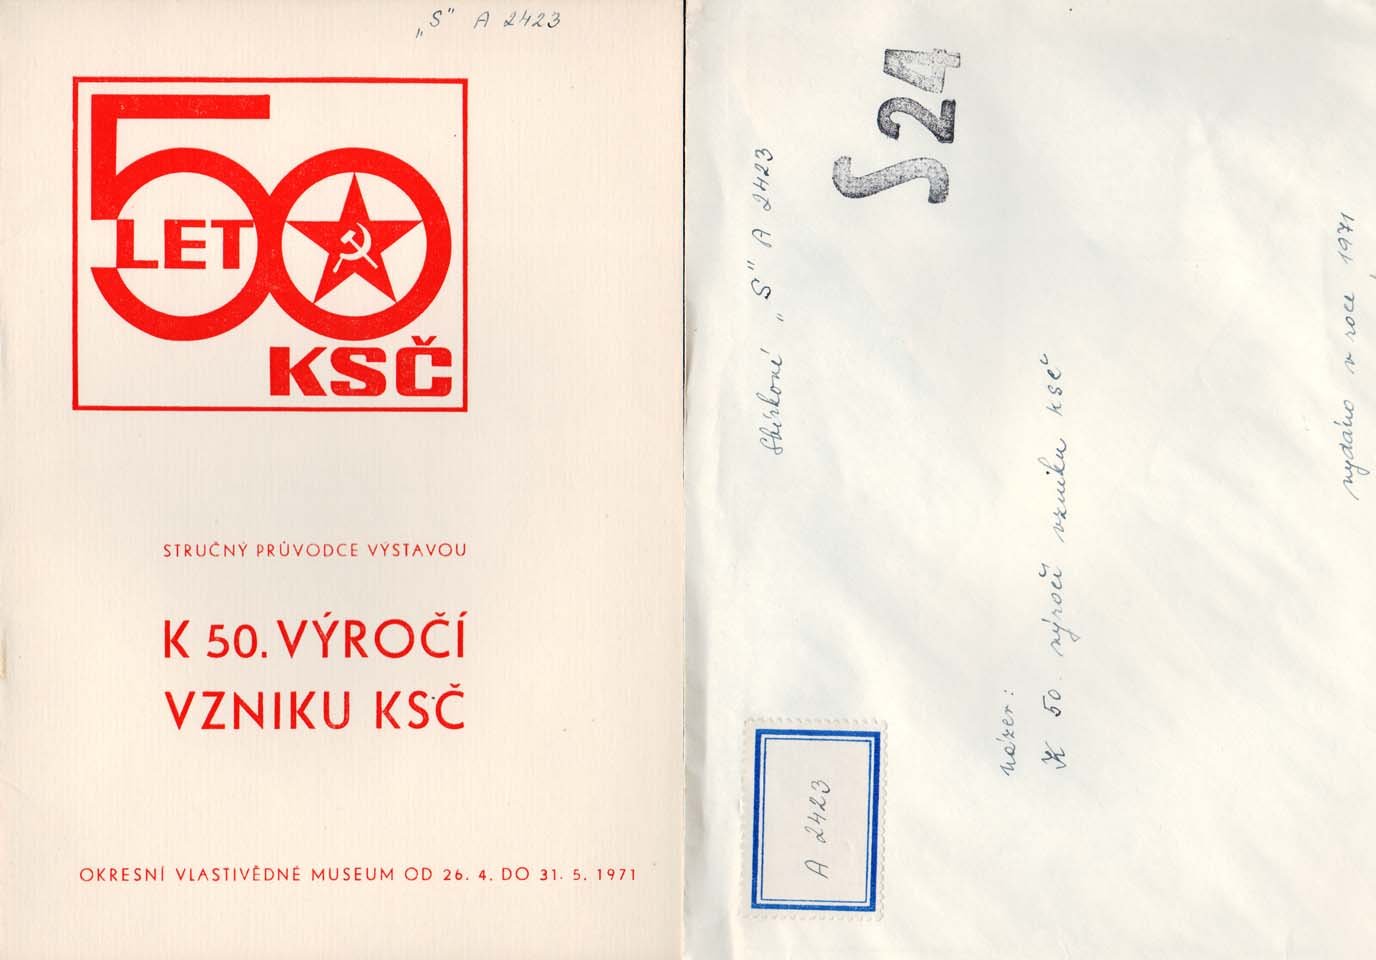 „S" A 2423
50
LET
KSČ
STRUČNÝ PRŮVODCE VÝSTAVOU
K 50. VÝROČÍ
VZNIKU KSČ
OKRESNÍ VLASTIVĚDNÉ MUSEUM OD 26. 4. DO 31. 5. 1971
S 24
Sbírkové „S" A 2423
A 2423
název:
K 50. výročí vzniku KSČ
vydáno v roce 1971